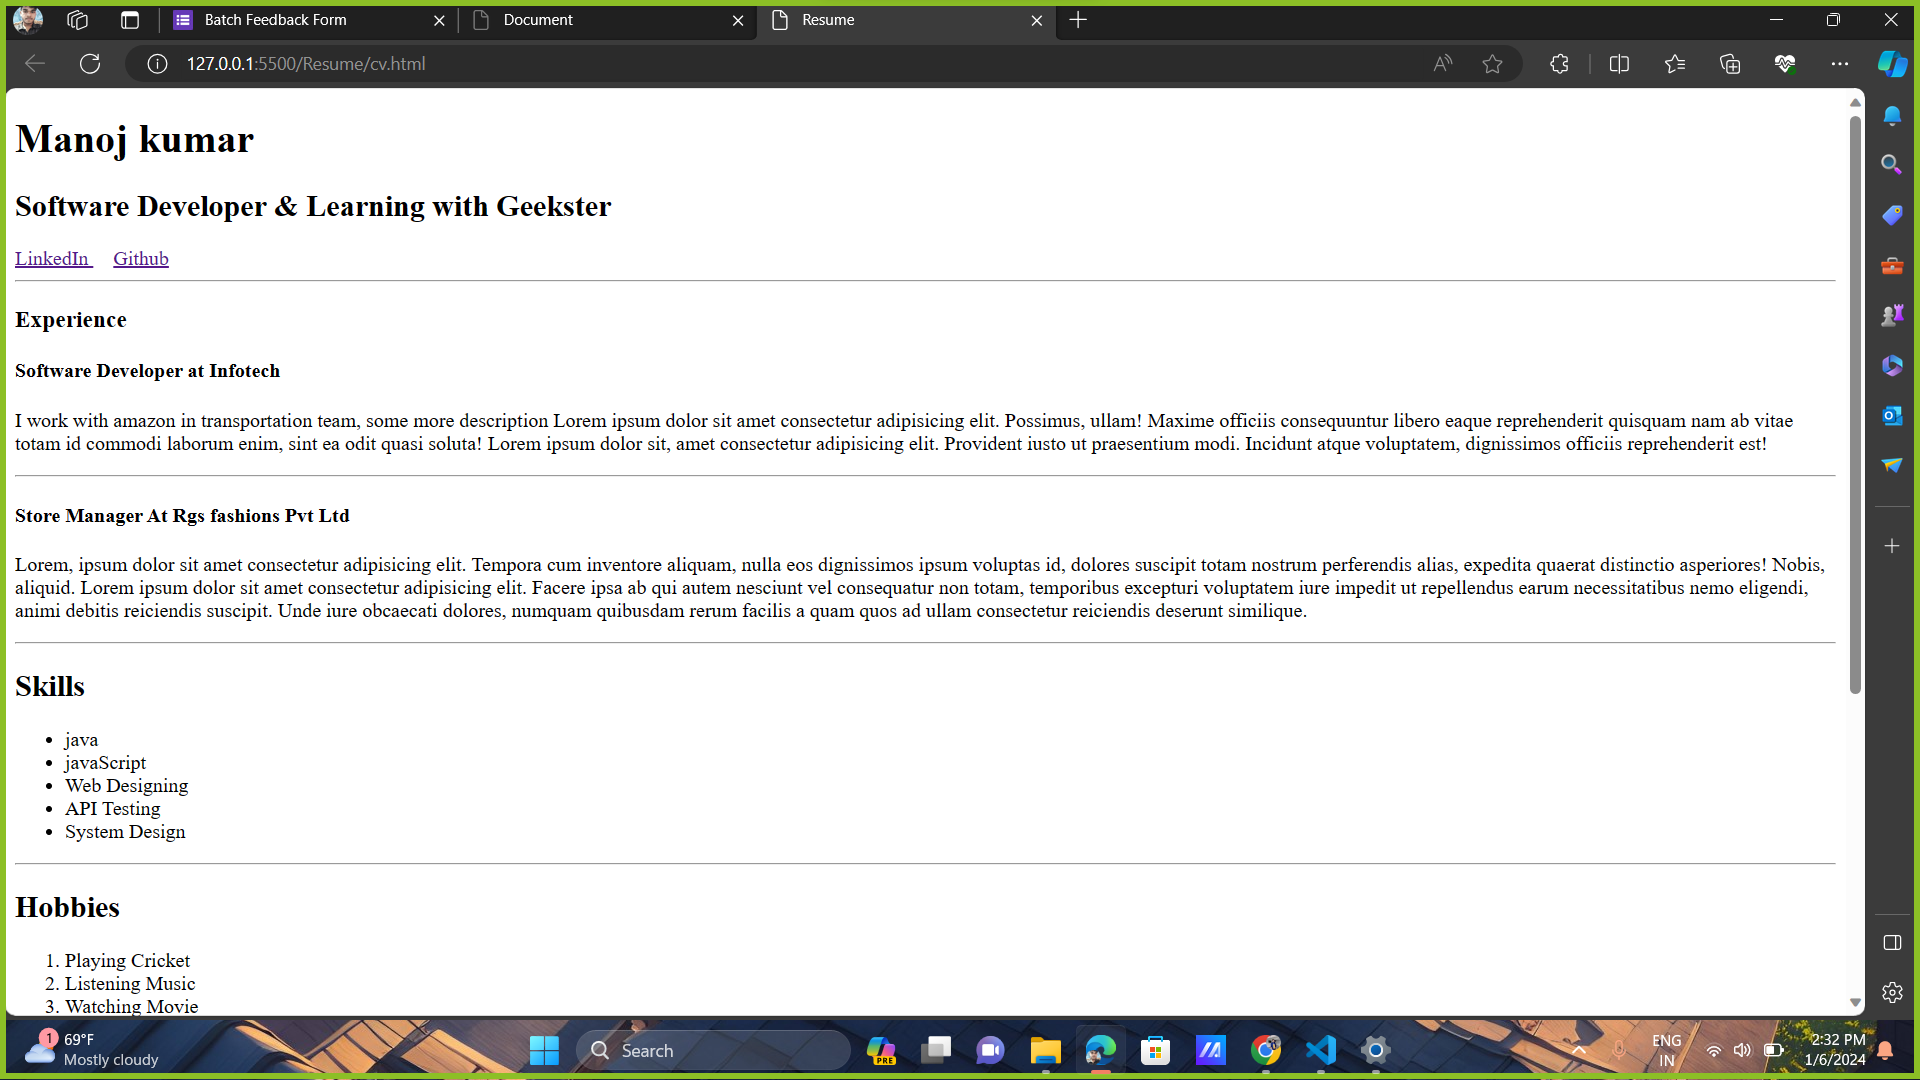 Batch Feedback Form
Document
Resume
127.0.0.1:5500/Resume/cv.html
Manoj kumar
Software Developer & Learning with Geekster
LinkedIn Github
Experience
Software Developer at Infotech
I work with amazon in transportation team, some more description Lorem ipsum dolor sit amet consectetur adipisicing elit. Possimus, ullam! Maxime officiis consequuntur libero eaque reprehenderit quisquam nam ab vitae
totam id commodi laborum enim, sint ea odit quasi soluta! Lorem ipsum dolor sit, amet consectetur adipisicing elit. Provident iusto ut praesentium modi. Incidunt atque voluptatem, dignissimos officiis reprehenderit est!
Store Manager At Rgs fashions Pvt Ltd
Lorem, ipsum dolor sit amet consectetur adipisicing elit. Tempora cum inventore aliquam, nulla eos dignissimos ipsum voluptas id, dolores suscipit totam nostrum perferendis alias, expedita quaerat distinctio asperiores! Nobis,
aliquid. Lorem ipsum dolor sit amet consectetur adipisicing elit. Facere ipsa ab qui autem nesciunt vel consequatur non totam, temporibus excepturi voluptatem iure impedit ut repellendus earum necessitatibus nemo eligendi,
animi debitis reiciendis suscipit. Unde iure obcaecati dolores, numquam quibusdam rerum facilis a quam quos ad ullam consectetur reiciendis deserunt similique.
Skills
• java
• javaScript
• Web Designing
• API Testing
• System Design
Hobbies
1. Playing Cricket
2. Listening Music
3. Watching Movie
1
69°F
Mostly cloudy
Search
PRE
ENG
IN
2:32 PM
1/6/2024